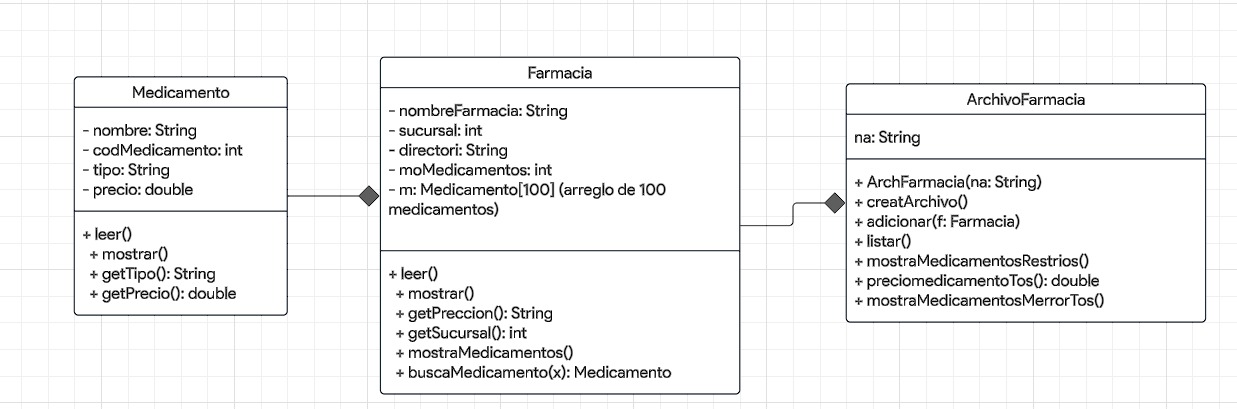 Medicamento
- nombre: String
- codMedicamento: int
- tipo: String
- precio: double
+ leer()
+ mostrar()
+ getTipo(): String
+ getPrecio(): double
Farmacia
- nombreFarmacia: String
- sucursal: int
- directori: String
- moMedicamentos: int
- m: Medicamento[100] (arreglo de 100
medicamentos)
+ leer()
+ mostrar()
+ getPreccion(): String
+ getSucursal(): int
+ mostraMedicamentos()
+ buscaMedicamento(x): Medicamento
ArchivoFarmacia
na: String
+ ArchFarmacia(na: String)
+ creatArchivo()
+ adicionar(f: Farmacia)
+ listar()
+ mostraMedicamentosRestrios()
+ preciomedicamentoTos(): double
+ mostraMedicamentosMerrorTos()